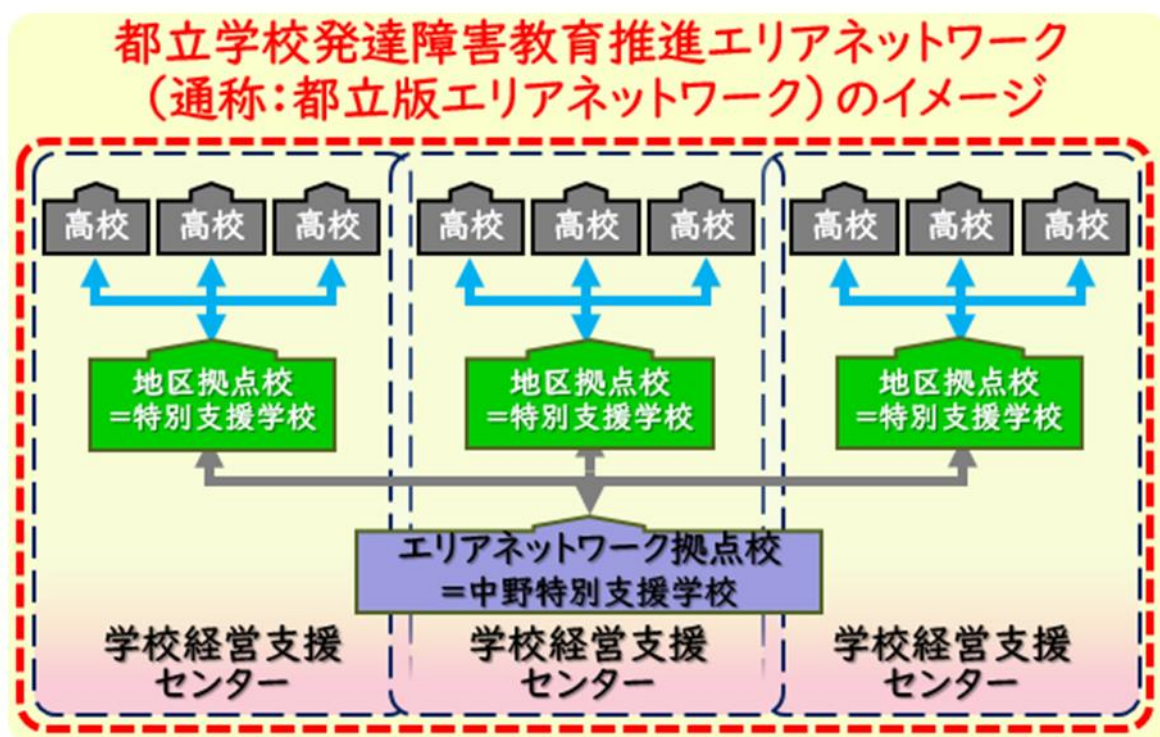 都立学校発達障害教育推進エリアネットワーク
（通称：都立版エリアネットワーク）のイメージ
高校
高校
高校
高校
高校
高校
高校
高校
高校
地区拠点校
＝特別支援学校
地区拠点校
＝特別支援学校
地区拠点校
＝特別支援学校
エリアネットワーク拠点校
＝中野特別支援学校
学校経営支援
センター
学校経営支援
センター
学校経営支援
センター